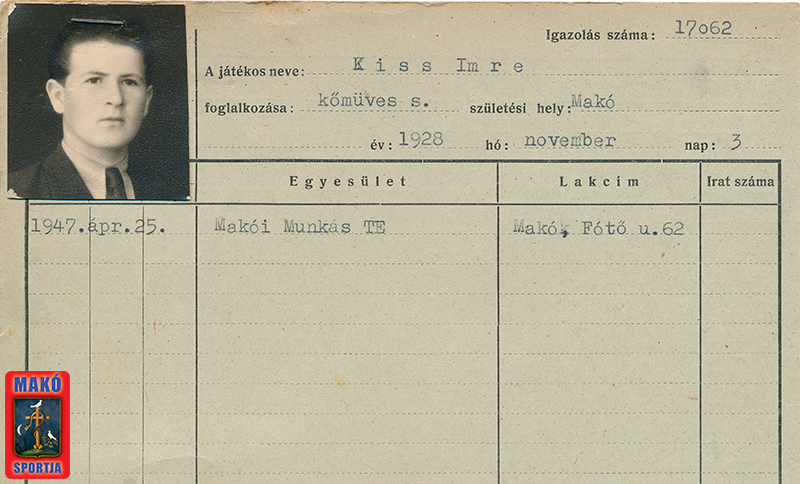 Igazolás száma: 17062
A játékos neve: Kiss Imre
foglalkozása: kőmüves s. születési hely: Makó
év: 1928 hó: november nap: 3
Egyesület Lakcím Irat száma
1947.ápr.25. Makói Munkás TE Makó, Fótő u.62
MAKÓ
SPORTJA